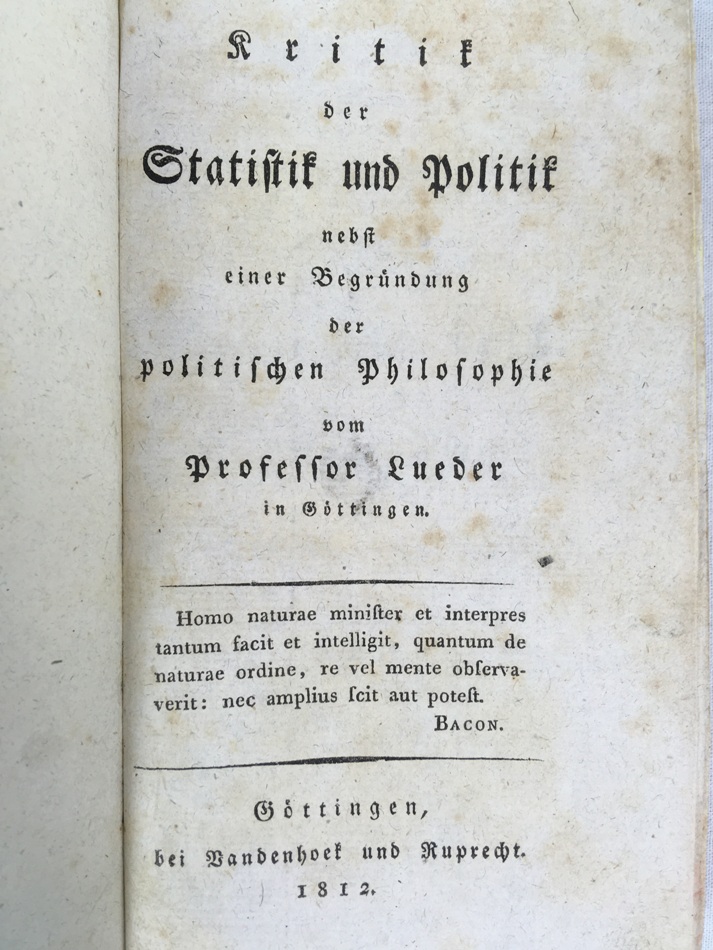 Kritik
der
Statiſtik und Politik
nebſt
einer Begründung
der
politiſchen Philoſophie
vom
Profeſſor Lueder
in Göttingen.
Homo naturae miniſter et interpres
tantum facit et intelligit, quantum de
naturae ordine, re vel mente obſerva-
verit: nec amplius ſcit aut poteſt.
BACON.
Göttingen,
bei Vandenhoek und Ruprecht.
1812.